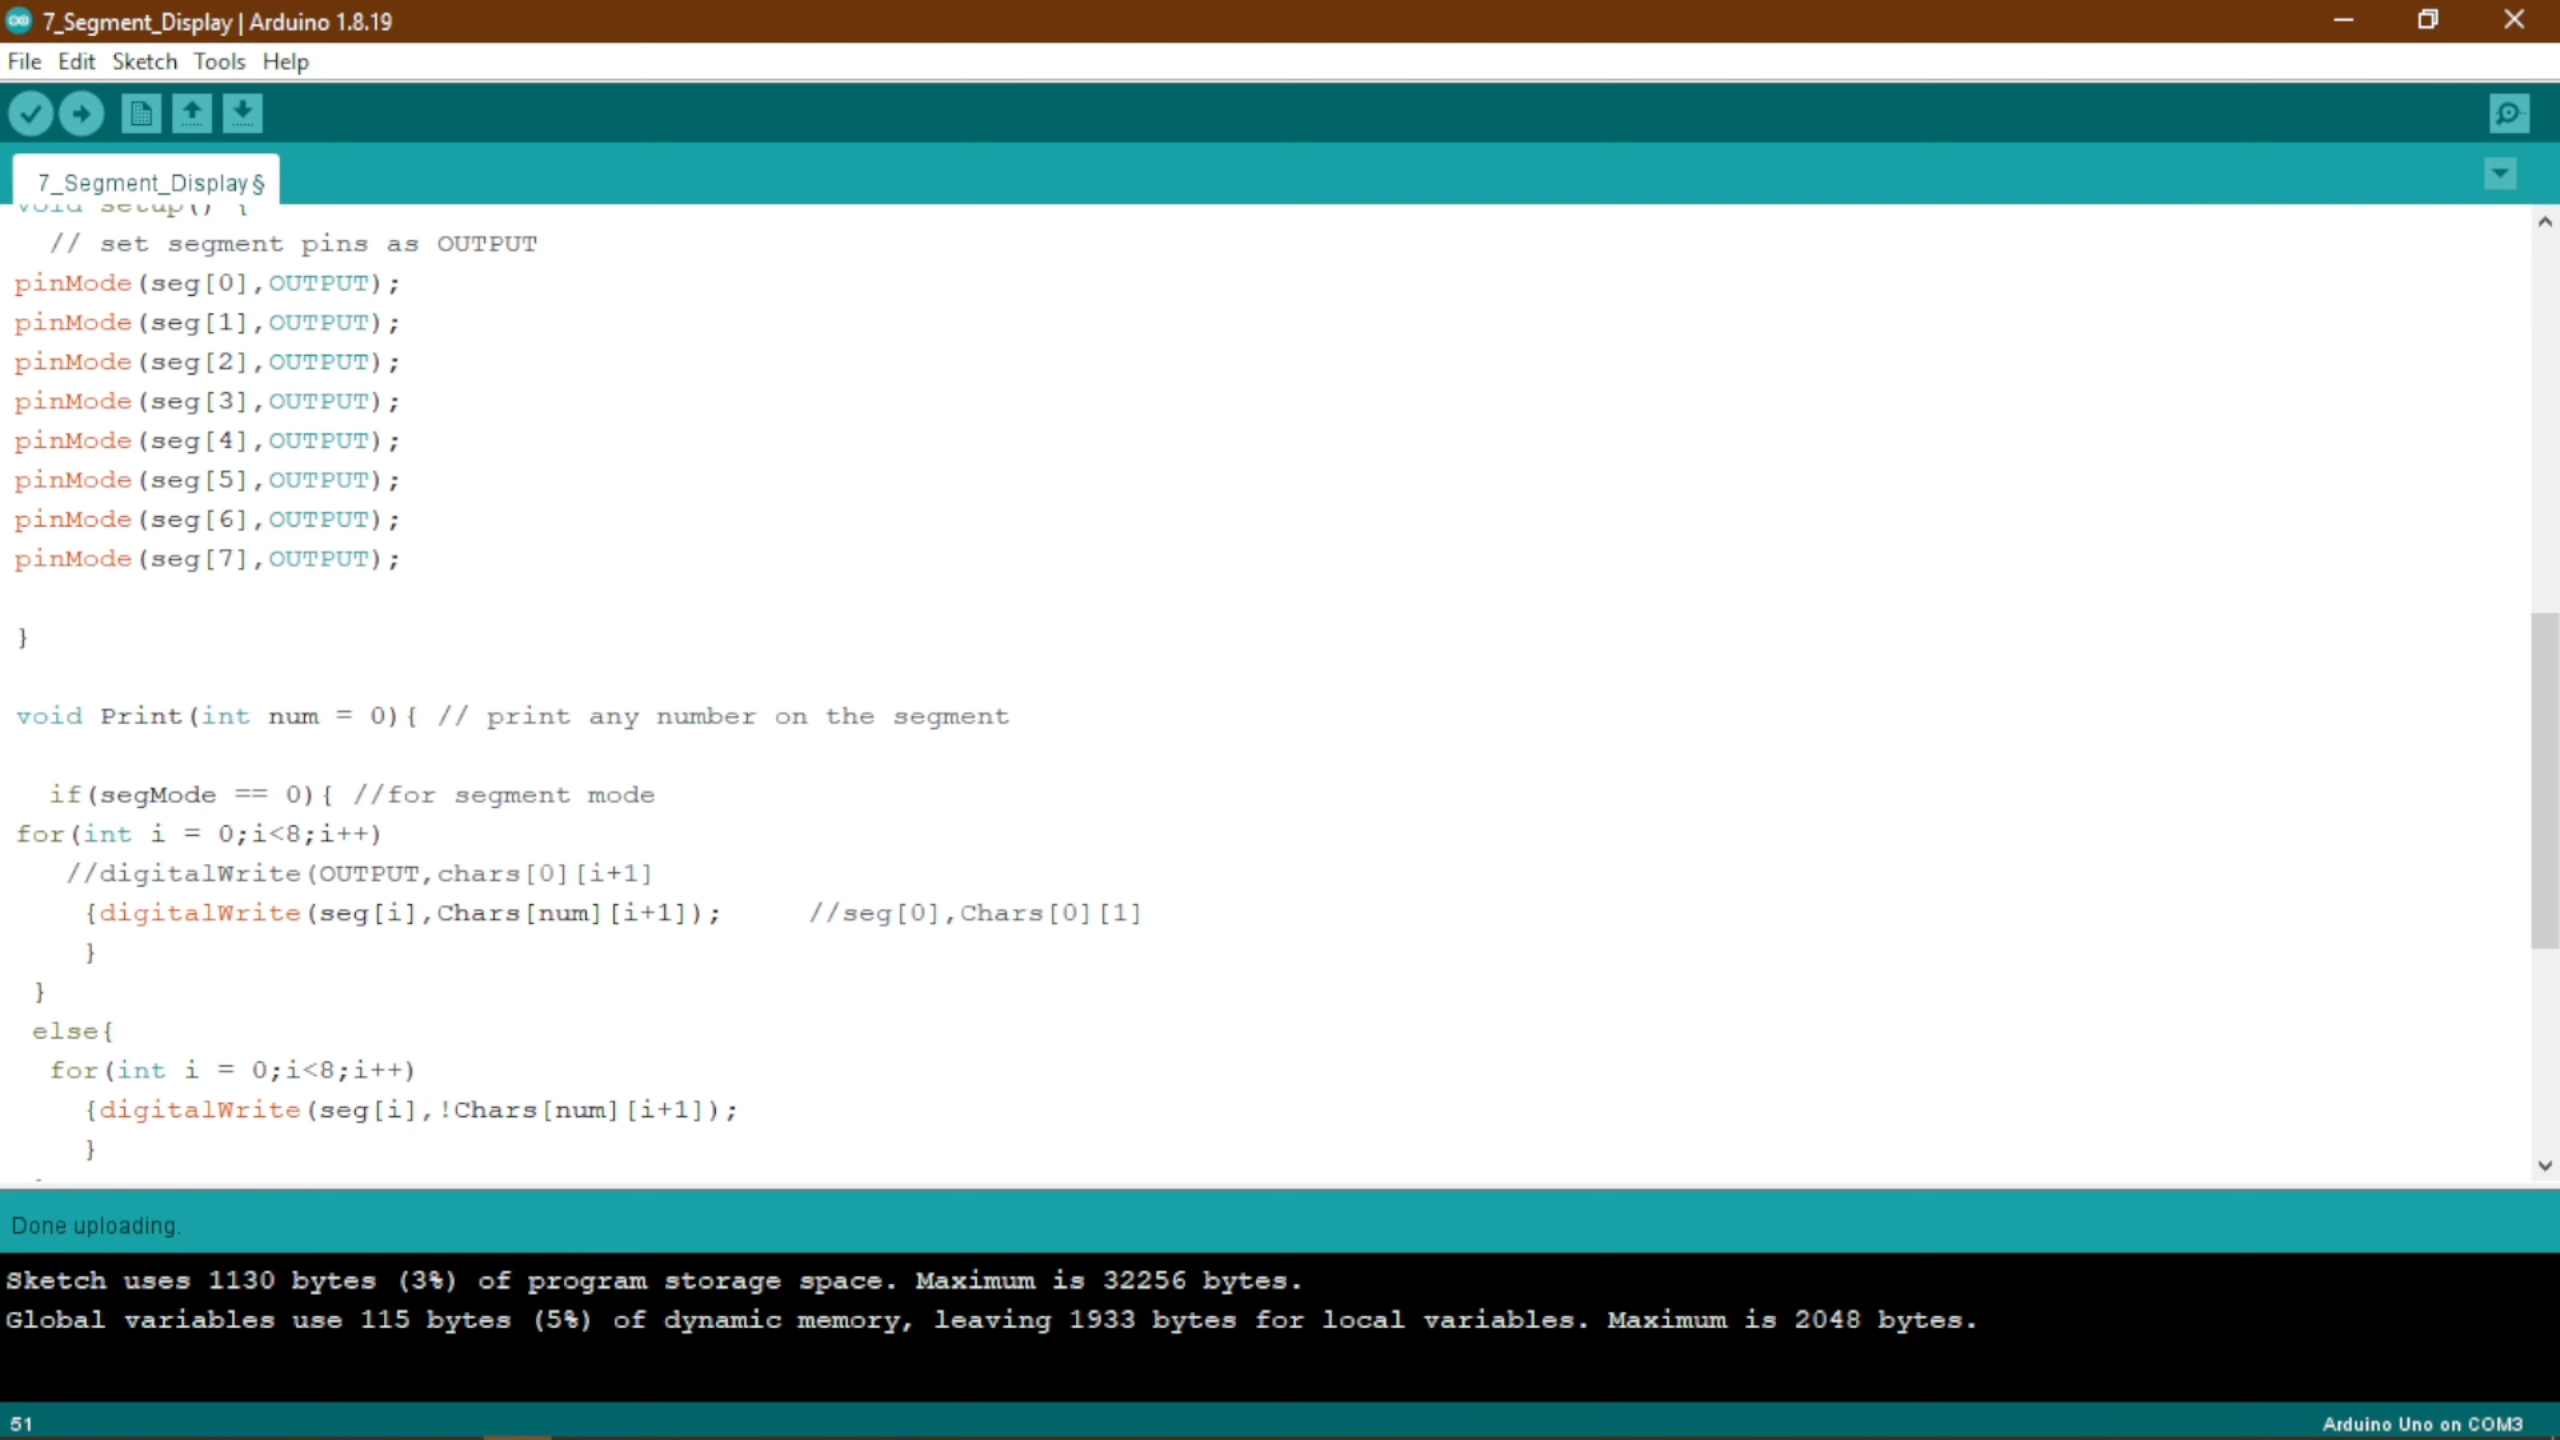 7_Segment_Display | Arduino 1.8.19
File Edit Sketch Tools Help
7_Segment_Display §
void setup() {
// set segment pins as OUTPUT
pinMode(seg[0],OUTPUT);
pinMode(seg[1],OUTPUT);
pinMode(seg[2],OUTPUT);
pinMode(seg[3],OUTPUT);
pinMode(seg[4],OUTPUT);
pinMode(seg[5],OUTPUT);
pinMode(seg[6],OUTPUT);
pinMode(seg[7],OUTPUT);
}
void Print(int num = 0){ // print any number on the segment
if(segMode == 0){ //for segment mode
for(int i = 0;i<8;i++)
//digitalWrite(OUTPUT,chars[0][i+1]
{digitalWrite(seg[i],Chars[num][i+1]); //seg[0],Chars[0][1]
}
}
else{
for(int i = 0;i<8;i++)
{digitalWrite(seg[i],!Chars[num][i+1]);
}
Done uploading.
Sketch uses 1130 bytes (3%) of program storage space. Maximum is 32256 bytes.
Global variables use 115 bytes (5%) of dynamic memory, leaving 1933 bytes for local variables. Maximum is 2048 bytes.
51
Arduino Uno on COM3